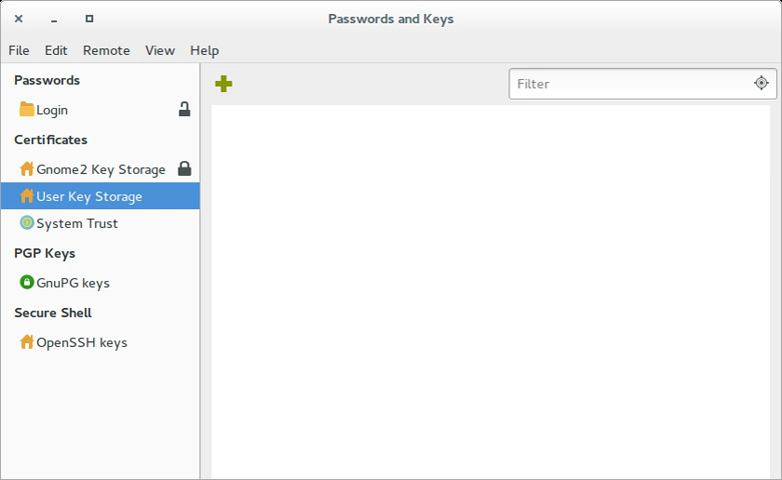 Passwords and Keys
File Edit Remote View Help
Passwords
Login
Certificates
Gnome2 Key Storage
User Key Storage
System Trust
PGP Keys
GnuPG keys
Secure Shell
OpenSSH keys
Filter